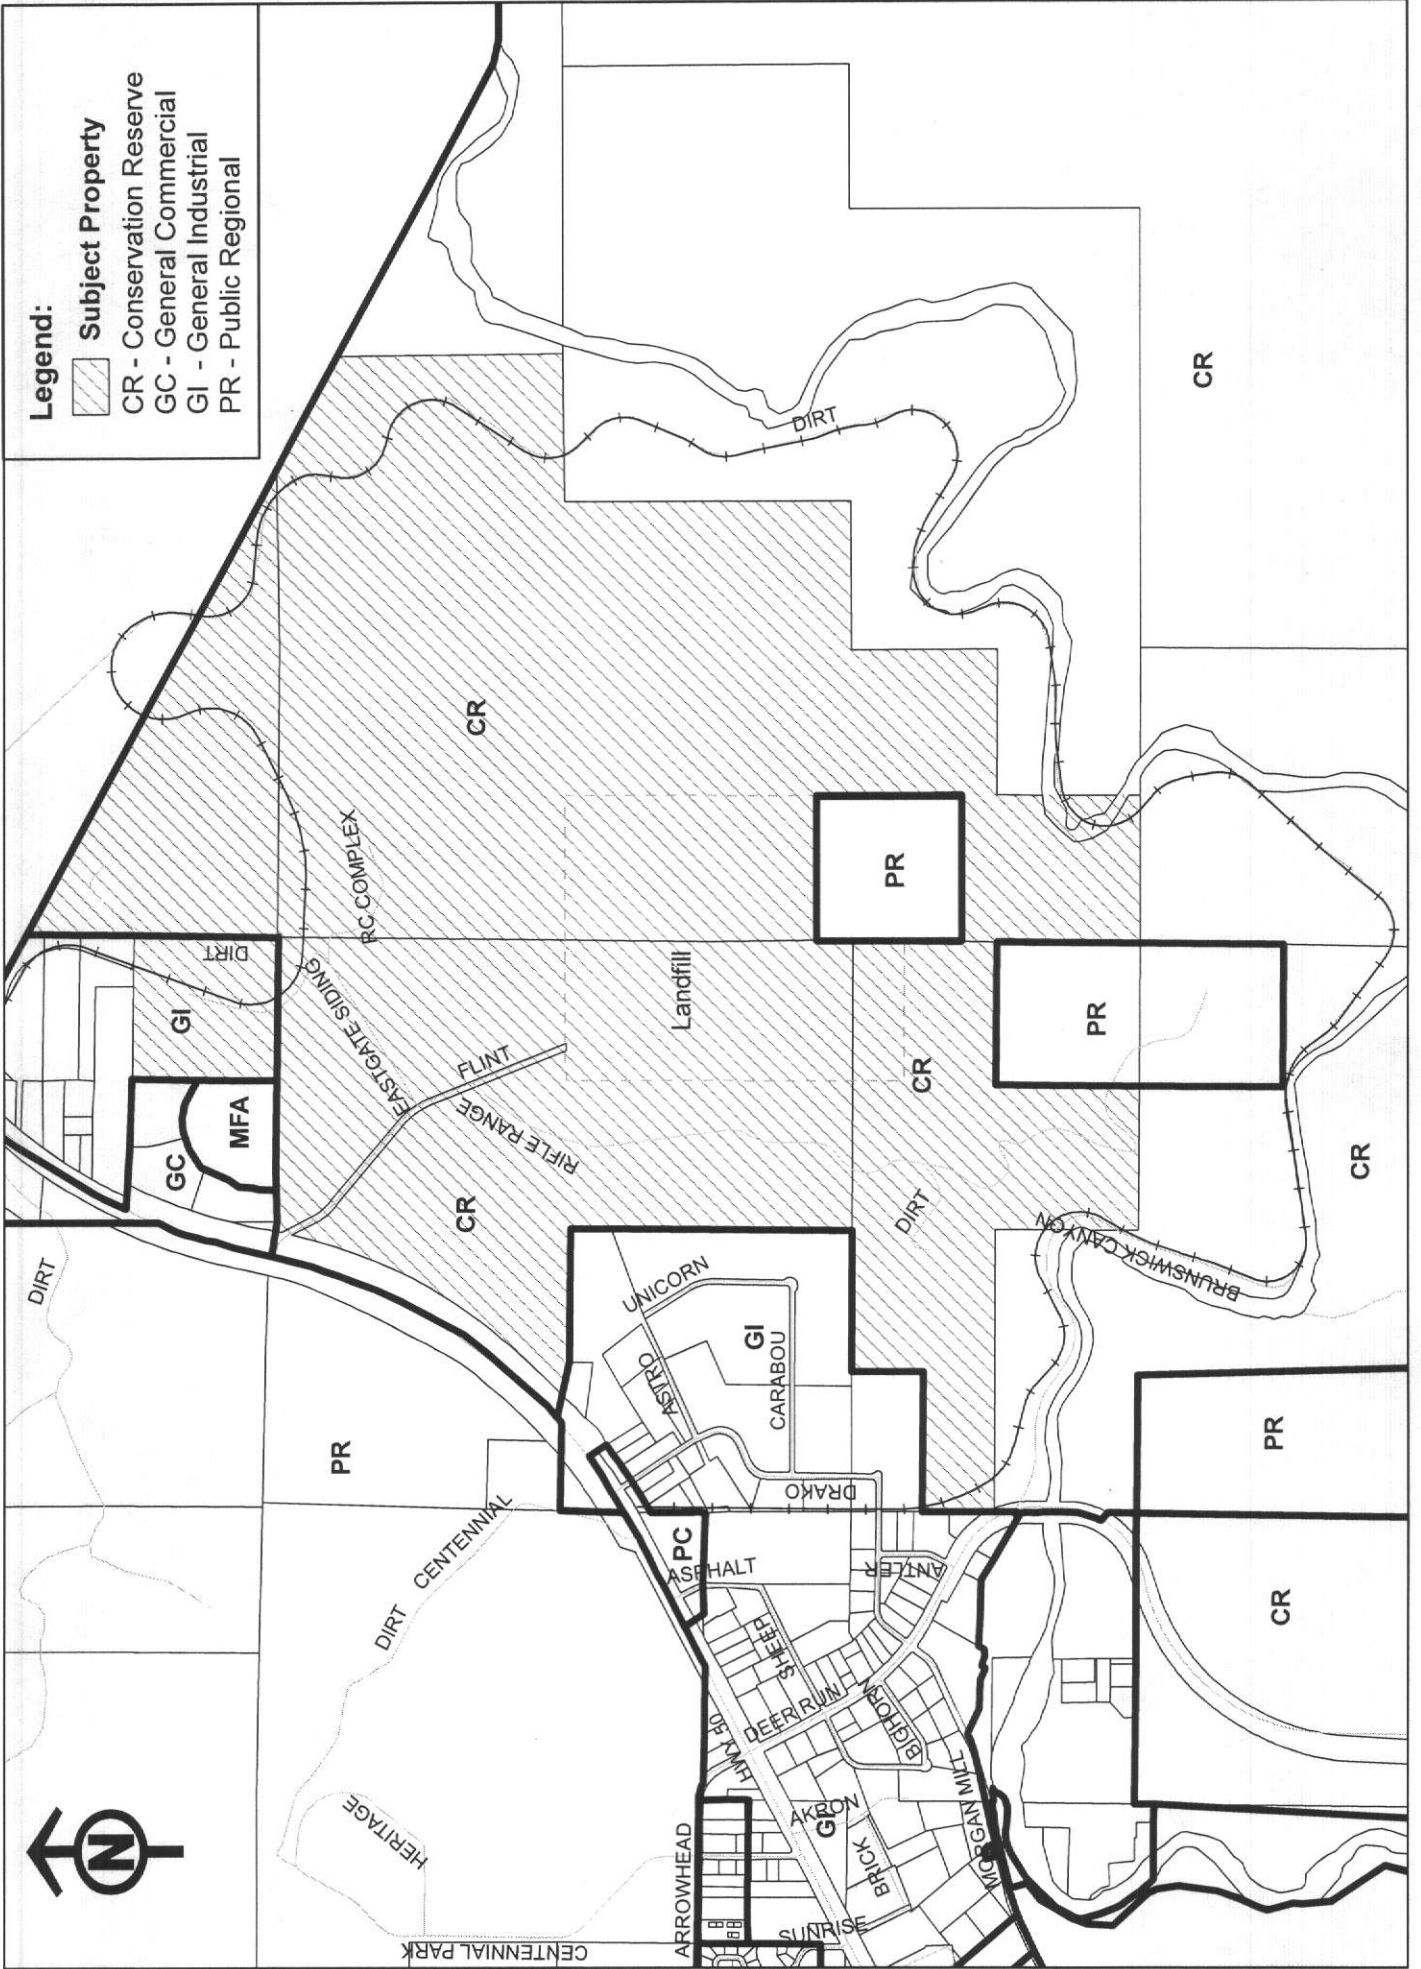 Legend:
Subject Property
CR - Conservation Reserve
GC - General Commercial
GI - General Industrial
PR - Public Regional
N
DIRT
GC
MFA
GI
DIRT
EASTGATE SIDING
RC COMPLEX
FLINT
RIFLE RANGE
CR
CR
PR
DIRT
CENTENNIAL
HERITAGE
CENTENNIAL PARK
ARROWHEAD
UNICORN
ASTRO
GI
CARABOU
DRAKO
PC
ASPHALT
ANTLER
SHEEP
DEER RUN
BIGHORN
HWY 50
AKRON
GI
BRICK
SUNRISE
MORGAN MILL
Landfill
CR
DIRT
PR
PR
DIRT
CR
BRUNSWICK CANYON
CR
PR
CR